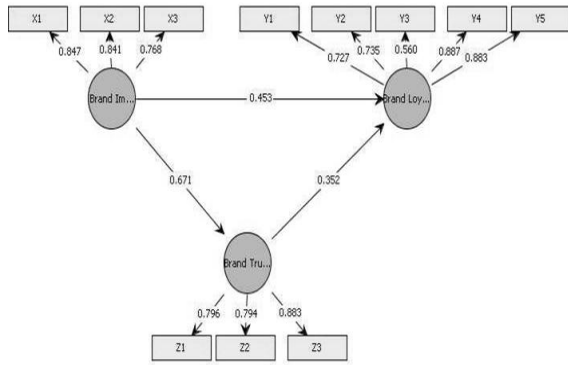 X1 X2 X3 Y1 Y2 Y3 Y4 Y5
0.847 0.841 0.768 0.727 0.735 0.560 0.887 0.883
Brand Im... 0.453 Brand Loy...
0.671 0.352
Brand Tru...
0.796 0.794 0.883
Z1 Z2 Z3